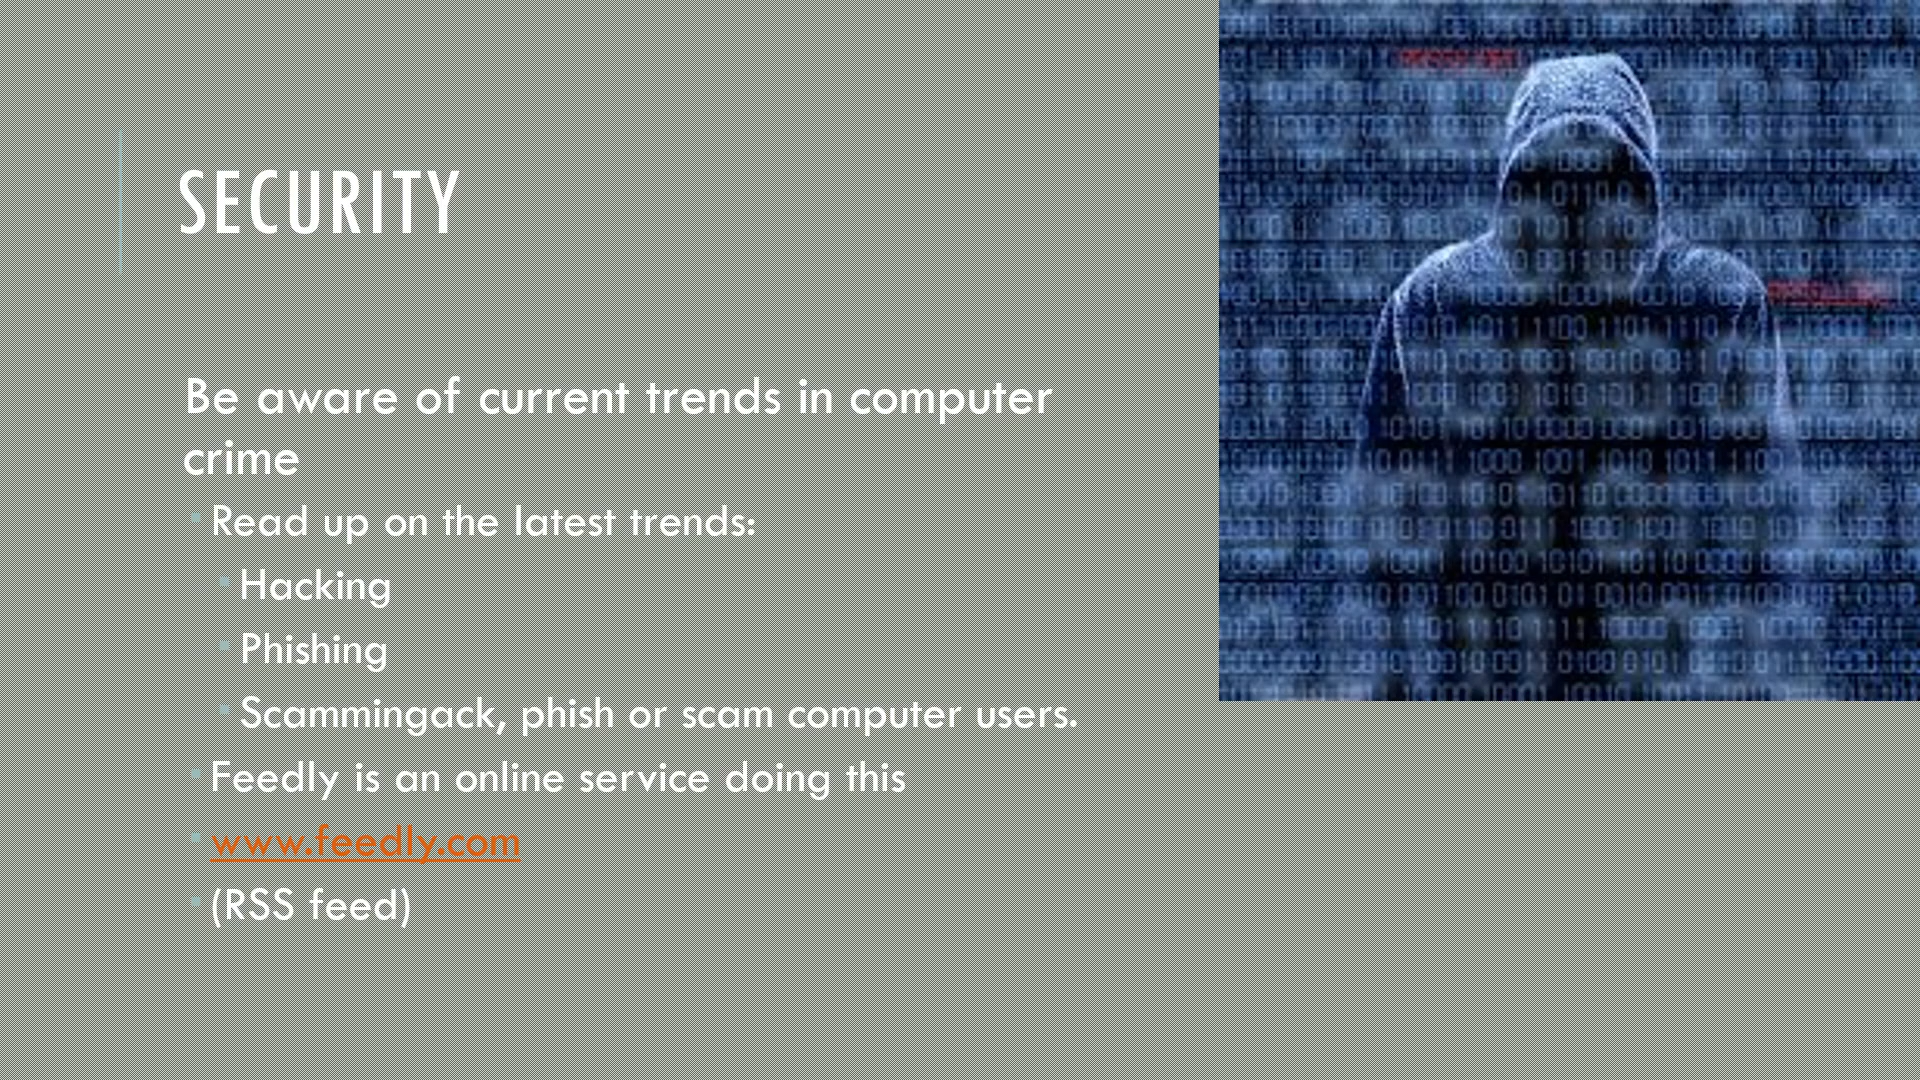 SECURITY
Be aware of current trends in computer
crime
Read up on the latest trends:
Hacking
Phishing
Scammingack, phish or scam computer users.
Feedly is an online service doing this
www.feedly.com
(RSS feed)